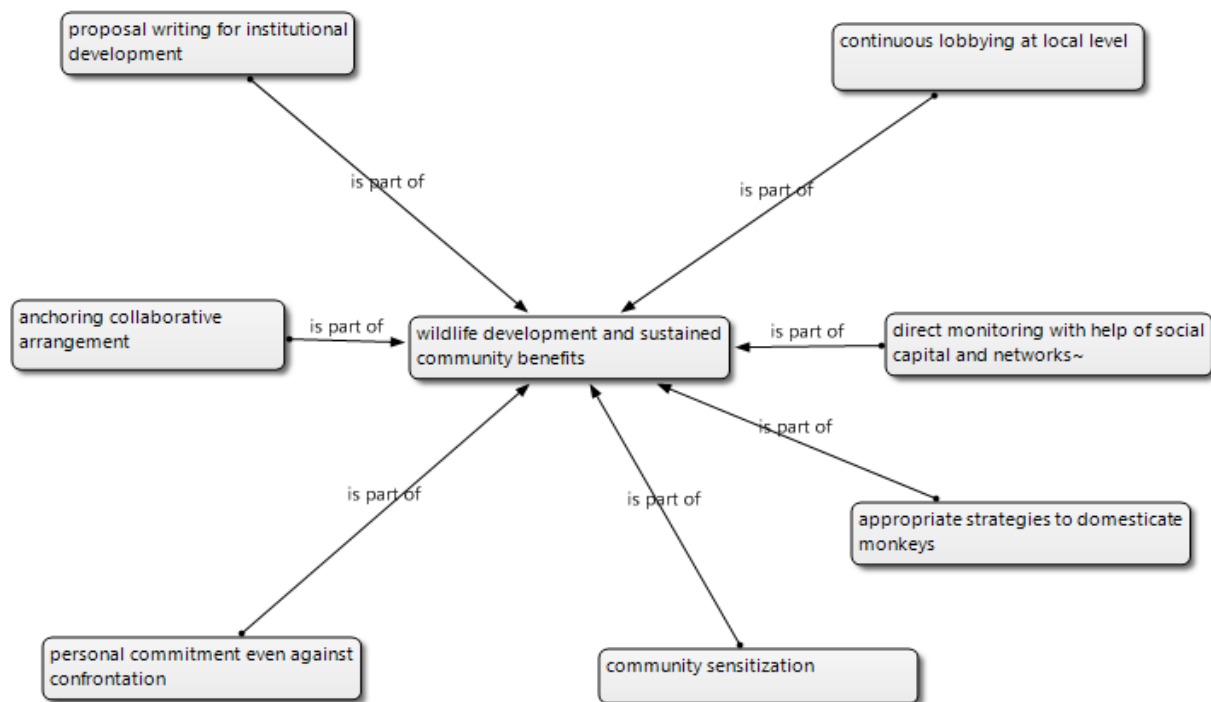 proposal writing for institutional
development
continuous lobbying at local level
is part of
is part of
anchoring collaborative
arrangement
is part of
wildlife development and sustained
community benefits
is part of
direct monitoring with help of social
capital and networks~
is part of
appropriate strategies to domesticate
monkeys
is part of
is part of
personal commitment even against
confrontation
community sensitization